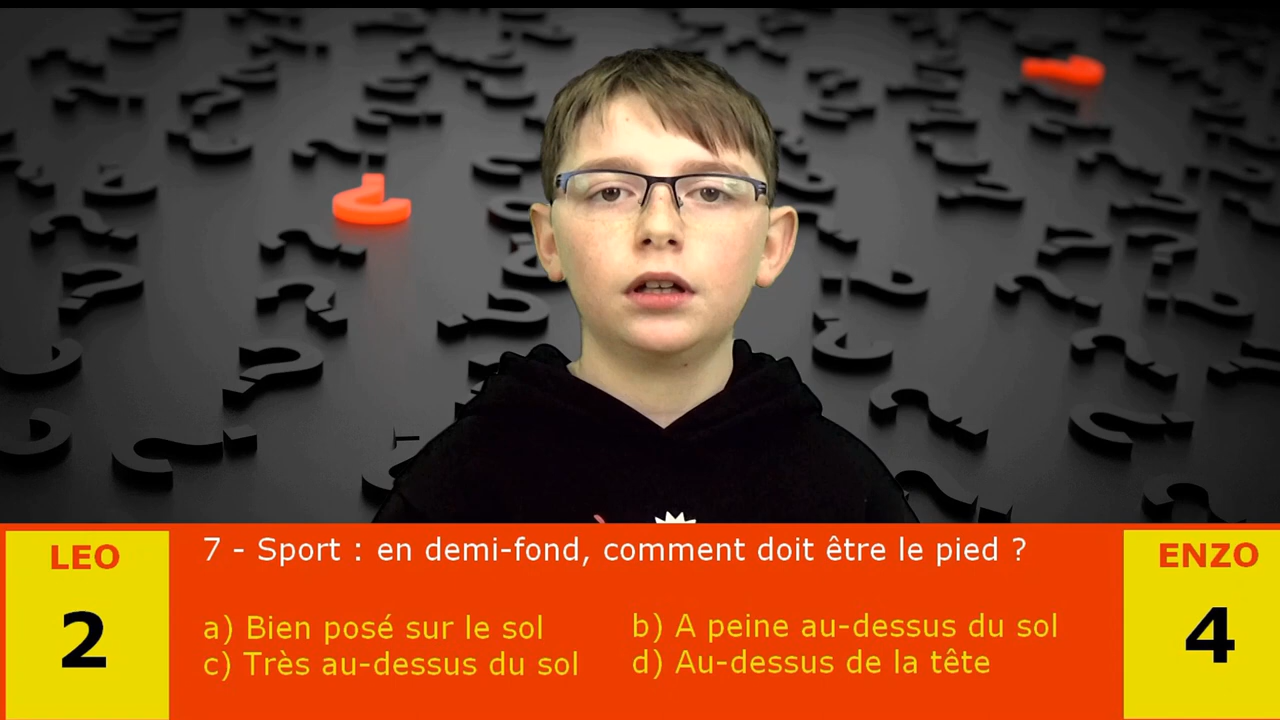 LEO
2
7 - Sport : en demi-fond, comment doit être le pied ?
a) Bien posé sur le sol
b) A peine au-dessus du sol
c) Très au-dessus du sol
d) Au-dessus de la tête
ENZO
4